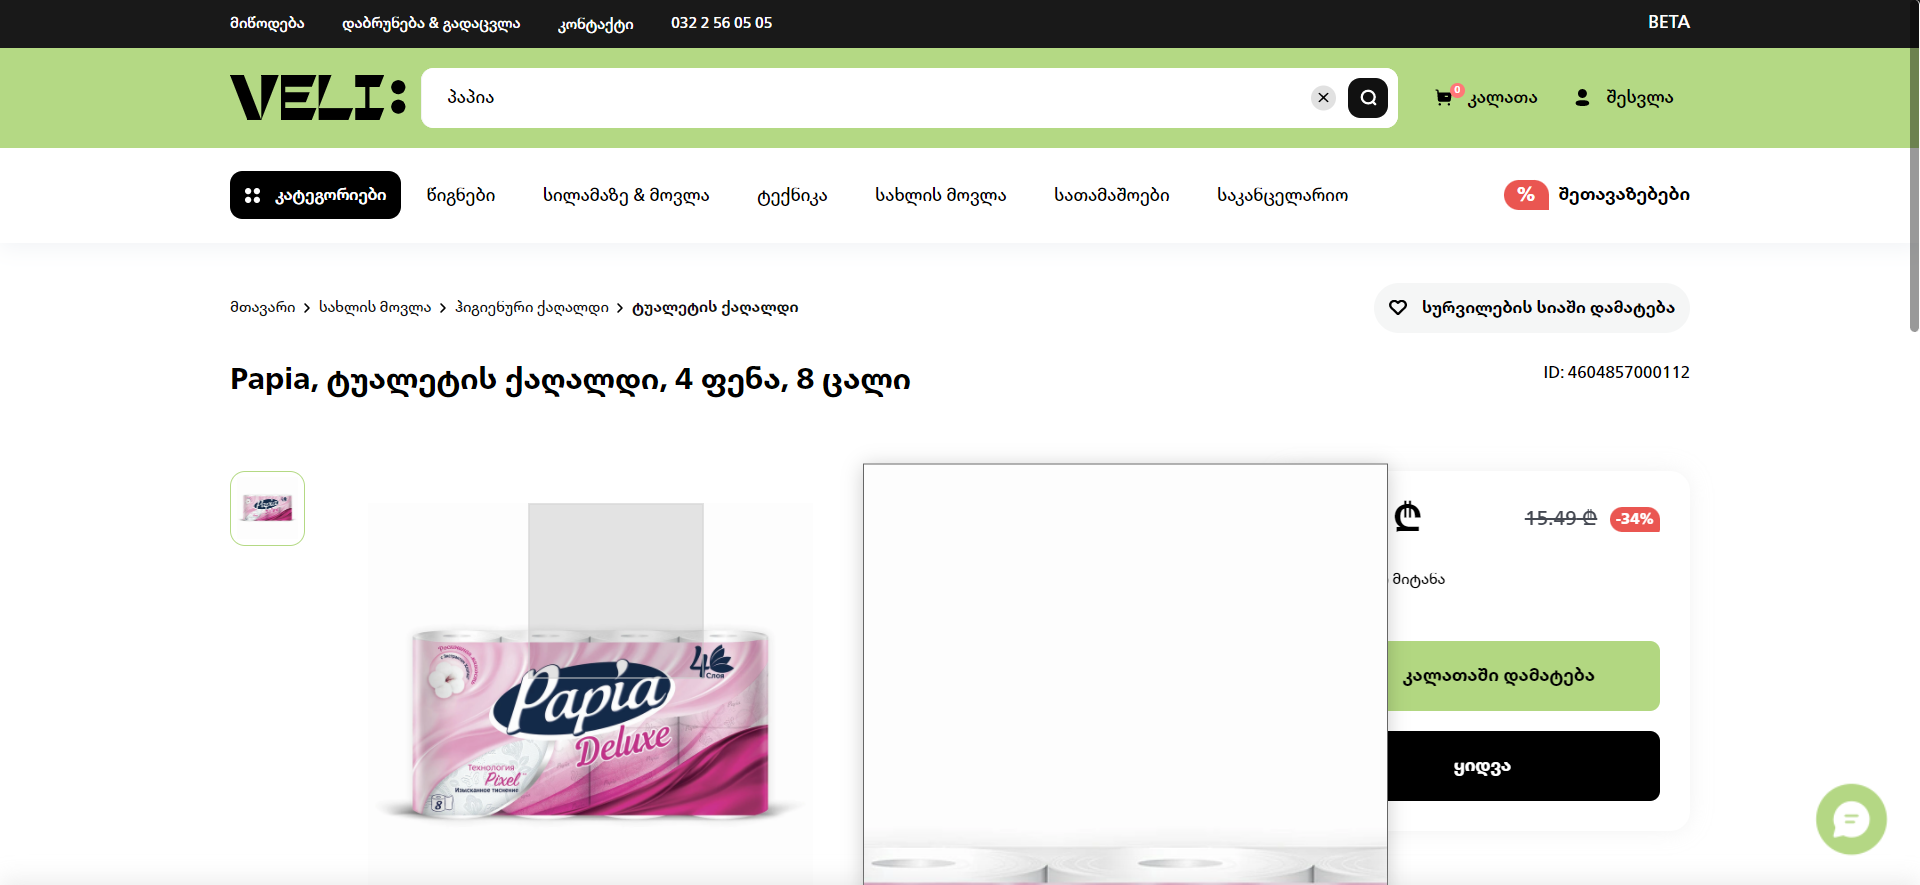 მიწოდება
დაბრუნება & გადაცვლა
კონტაქტი
032 2 56 05 05
BETA
VELI:
პაპია
0
კალათა
შესვლა
კატეგორიები
წიგნები
სილამაზე & მოვლა
ტექნიკა
სახლის მოვლა
სათამაშოები
საკანცელარიო
%
შეთავაზებები
მთავარი > სახლის მოვლა > ჰიგიენური ქაღალდი > ტუალეტის ქაღალდი
სურვილების სიაში დამატება
Papia, ტუალეტის ქაღალდი, 4 ფენა, 8 ცალი
ID: 4604857000112
₾
15.49 ₾
-34%
მიტანა
კალათაში დამატება
ყიდვა
4
Слоя
Papia
Deluxe
Технология
Pixel
Изысканное тиснение
8